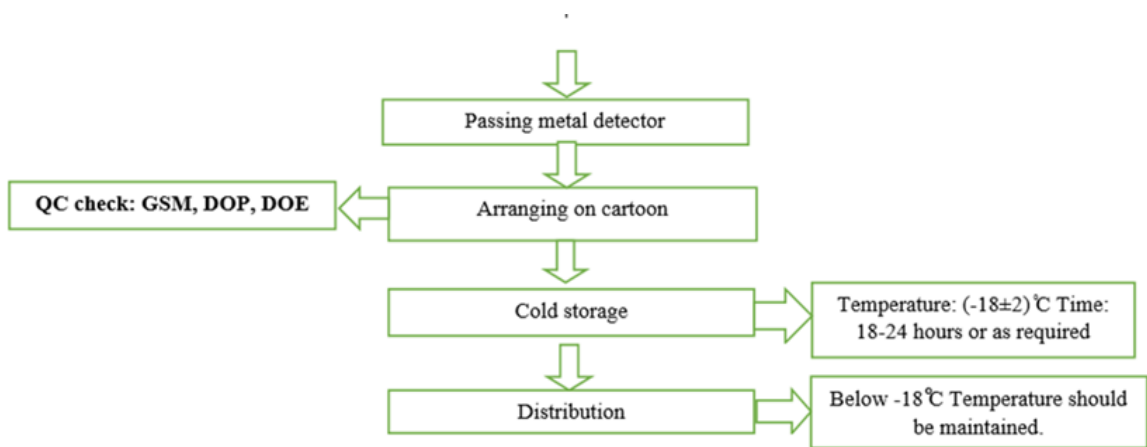 Passing metal detector
QC check: GSM, DOP, DOE
Arranging on cartoon
Cold storage
Temperature: (-18±2)℃ Time:
18-24 hours or as required
Distribution
Below -18℃ Temperature should
be maintained.